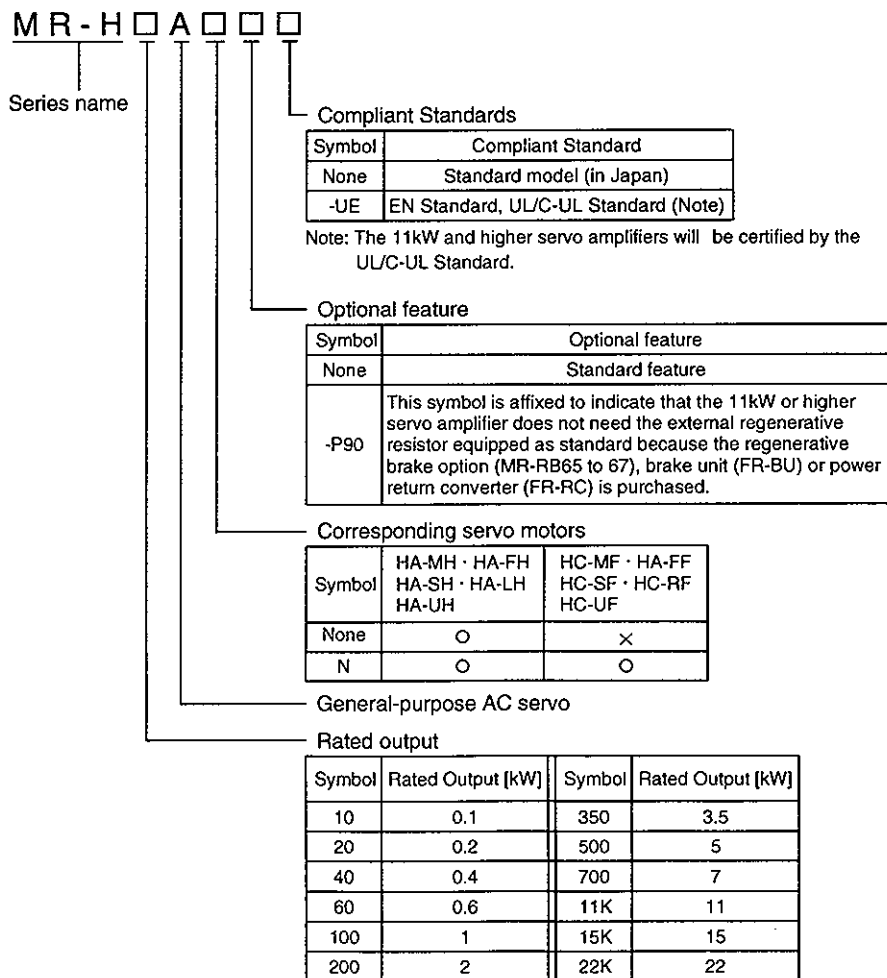 MR-H□A□□□
Series name
Compliant Standards
Symbol Compliant Standard
None Standard model (in Japan)
-UE EN Standard, UL/C-UL Standard (Note)
Note: The 11kW and higher servo amplifiers will be certified by the
UL/C-UL Standard.
Optional feature
Symbol Optional feature
None Standard feature
-P90 This symbol is affixed to indicate that the 11kW or higher
servo amplifier does not need the external regenerative
resistor equipped as standard because the regenerative
brake option (MR-RB65 to 67), brake unit (FR-BU) or power
return converter (FR-RC) is purchased.
Corresponding servo motors
Symbol HA-MH · HA-FH HC-MF · HA-FF
HA-SH · HA-LH HC-SF · HC-RF
HA-UH HC-UF
None ○ ×
N ○ ○
General-purpose AC servo
Rated output
Symbol Rated Output [kW] Symbol Rated Output [kW]
10 0.1 350 3.5
20 0.2 500 5
40 0.4 700 7
60 0.6 11K 11
100 1 15K 15
200 2 22K 22